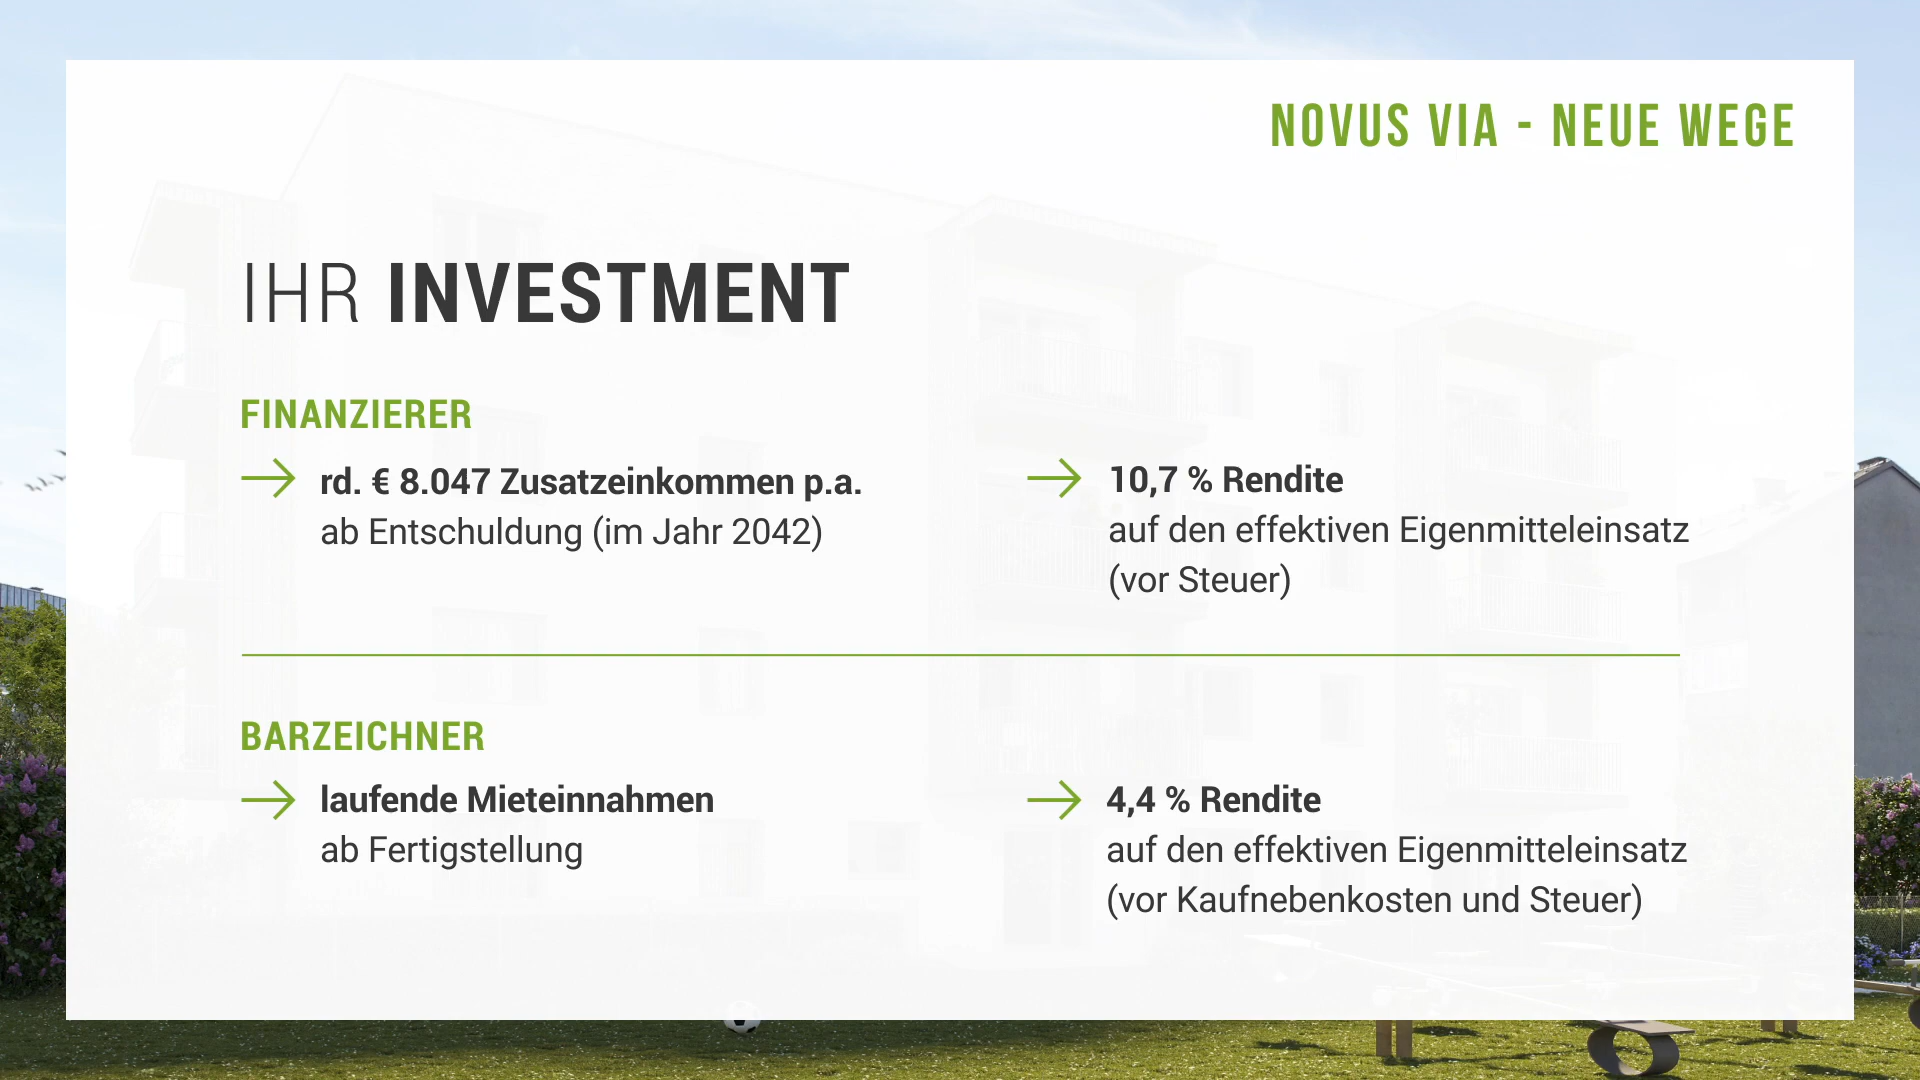 NOVUS VIA - NEUE WEGE
IHR INVESTMENT
FINANZIERER
rd. € 8.047 Zusatzeinkommen p.a.
ab Entschuldung (im Jahr 2042)
10,7 % Rendite
auf den effektiven Eigenmitteleinsatz
(vor Steuer)
BARZEICHNER
laufende Mieteinnahmen
ab Fertigstellung
4,4 % Rendite
auf den effektiven Eigenmitteleinsatz
(vor Kaufnebenkosten und Steuer)